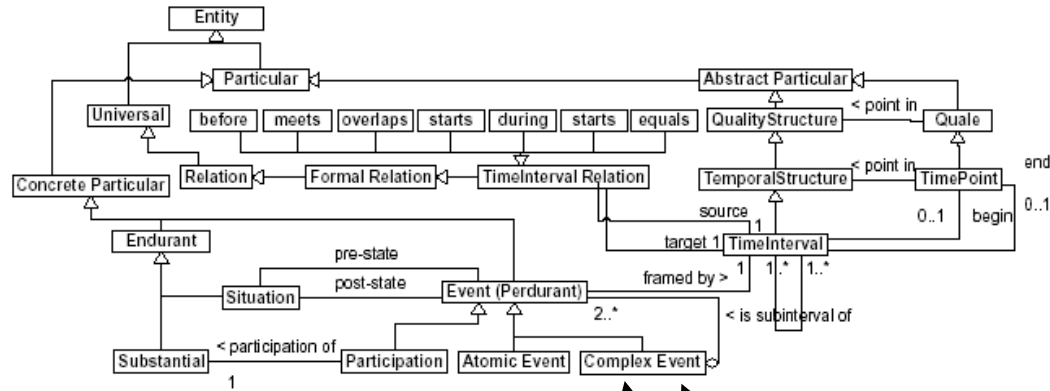 Entity
Particular
Abstract Particular
Universal
before
meets
overlaps
starts
during
starts
equals
QualityStructure
< point in
Quale
Concrete Particular
Relation
Formal Relation
TimeInterval Relation
TemporalStructure
< point in
TimePoint
end
0..1
source
1
0..1
begin
Endurant
target 1
TimeInterval
pre-state
framed by >
1
1..*
1..*
Situation
post-state
Event (Perdurant)
2..*
< is subinterval of
Substantial
< participation of
Participation
Atomic Event
Complex Event
1